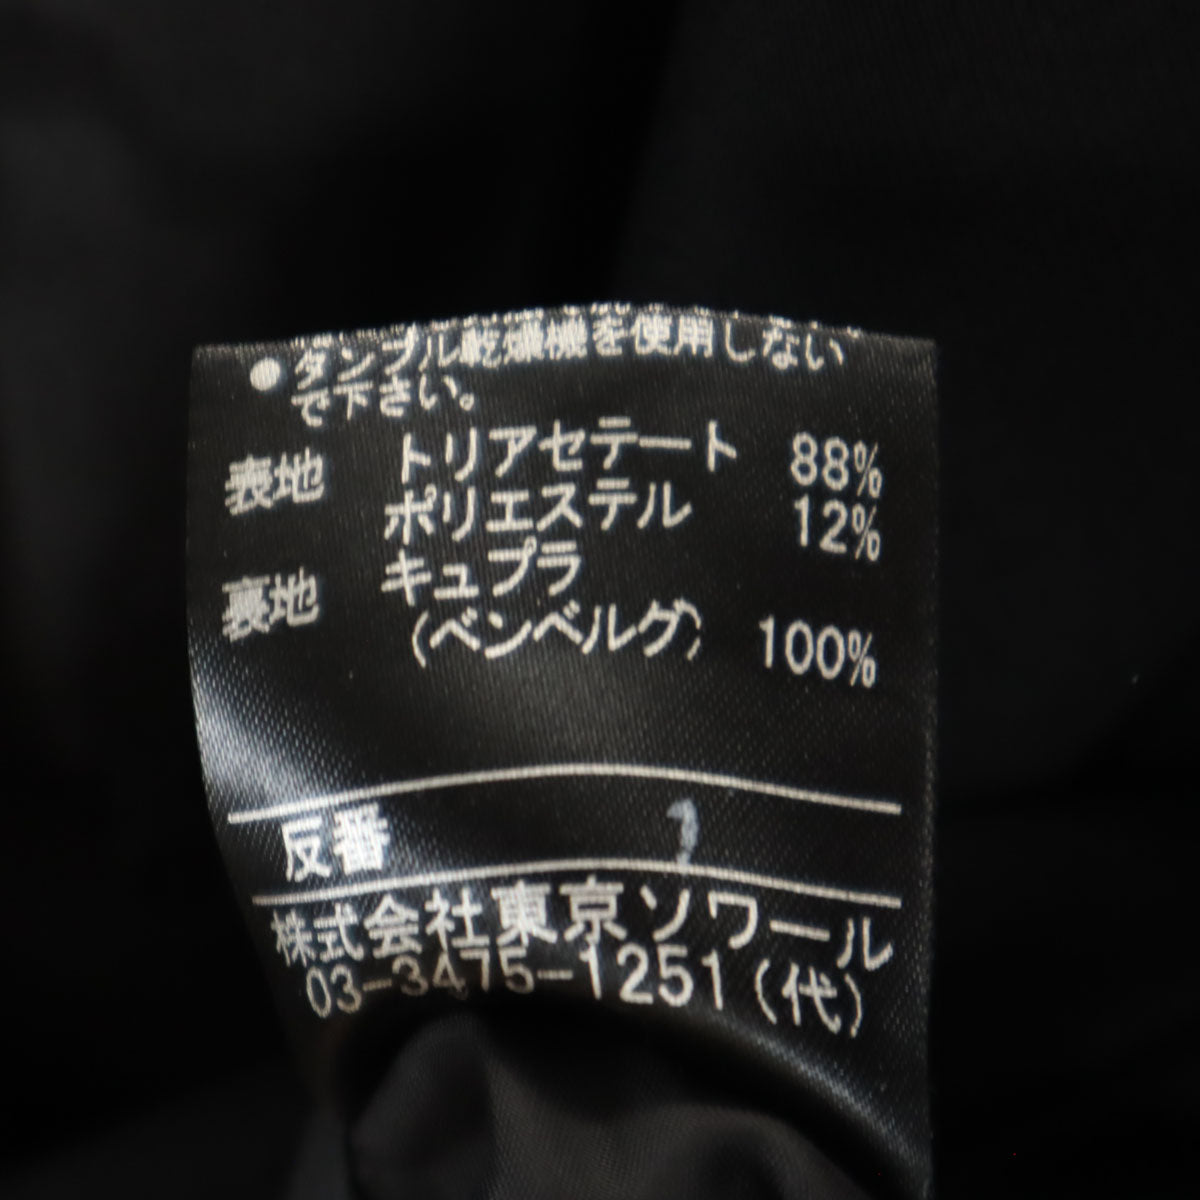 ●タンブル乾燥機を使用しない
で下さい。
表地 トリアセテート 88%
ポリエステル 12%
裏地 キュプラ
(ベンベルグ) 100%
反番 1
株式会社東京ソワール
03-3475-1251(代)